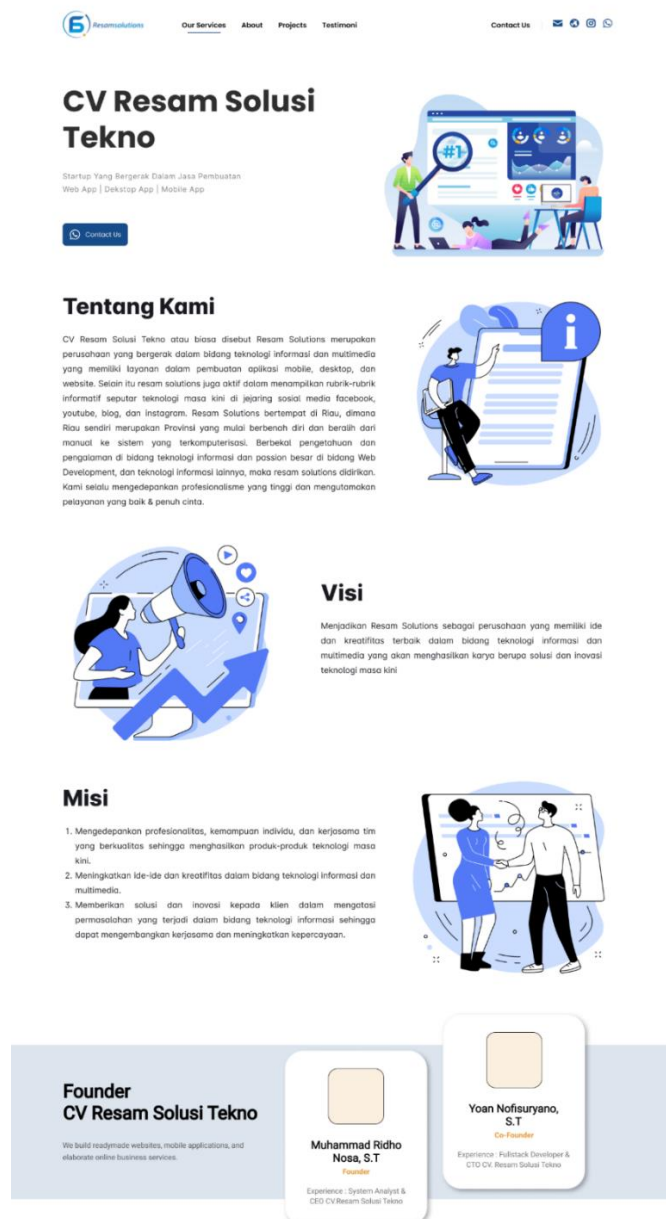 Resamsolutions
Our Services About Projects Testimoni Contact Us
CV Resam Solusi
Tekno
Startup Yang Bergerak Dalam Jasa Pembuatan
Web App | Dekstop App | Mobile App
Contact Us
#1
Tentang Kami
CV Resam Solusi Tekno atau biasa disebut Resam Solutions merupakan
perusahaan yang bergerak dalam bidang teknologi informasi dan multimedia
yang memiliki layanan dalam pembuatan aplikasi mobile, desktop, dan
website. Selain itu resam solutions juga aktif dalam menampilkan rubrik-rubrik
informatif seputar teknologi masa kini di jejaring sosial media facebook,
youtube, blog, dan instagram. Resam Solutions bertempat di Riau, dimana
Riau sendiri merupakan Provinsi yang mulai berbenah diri dan beralih dari
manual ke sistem yang terkomputerisasi. Berbekal pengetahuan dan
pengalaman di bidang teknologi informasi dan passion besar di bidang Web
Development, dan teknologi informasi lainnya, maka resam solutions didirikan.
Kami selalu mengedepankan profesionalisme yang tinggi dan mengutamakan
pelayanan yang baik & penuh cinta.
i
Visi
Menjadikan Resam Solutions sebagai perusahaan yang memiliki ide
dan kreatifitas terbaik dalam bidang teknologi informasi dan
multimedia yang akan menghasilkan karya berupa solusi dan inovasi
teknologi masa kini
Misi
1. Mengedepankan profesionalitas, kemampuan individu, dan kerjasama tim
yang berkualitas sehingga menghasilkan produk-produk teknologi masa
kini.
2. Meningkatkan ide-ide dan kreatifitas dalam bidang teknologi informasi dan
multimedia.
3. Memberikan solusi dan inovasi kepada klien dalam mengatasi
permasalahan yang terjadi dalam bidang teknologi informasi sehingga
dapat mengembangkan kerjasama dan meningkatkan kepercayaan.
Founder
CV Resam Solusi Tekno
We build readymade websites, mobile applications, and
elaborate online business services.
Muhammad Ridho
Nosa, S.T
Founder
Experience : System Analyst &
CEO CV.Resam Solusi Tekno
Yoan Nofisuryano,
S.T
Co-Founder
Experience : Fullstack Developer &
CTO CV. Resam Solusi Tekno